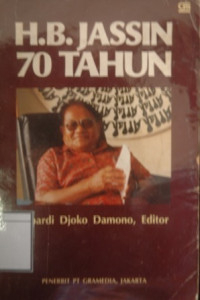 H.B. JASSIN
70 TAHUN
Djoko Damono, Editor
PENERBIT PT GRAMEDIA, JAKARTA